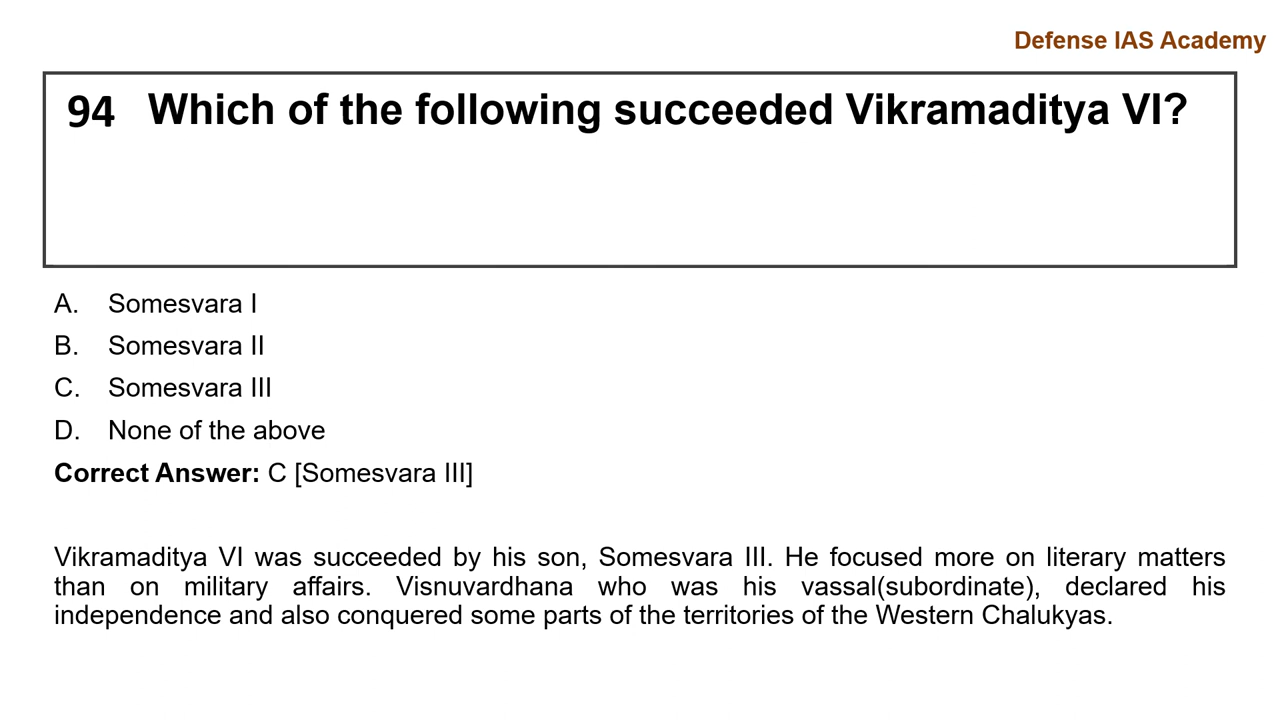 Defense IAS Academy
94 Which of the following succeeded Vikramaditya VI?
A. Somesvara I
B. Somesvara II
C. Somesvara III
D. None of the above
Correct Answer: C [Somesvara III]
Vikramaditya VI was succeeded by his son, Somesvara III. He focused more on literary matters
than on military affairs. Visnuvardhana who was his vassal(subordinate), declared his
independence and also conquered some parts of the territories of the Western Chalukyas.